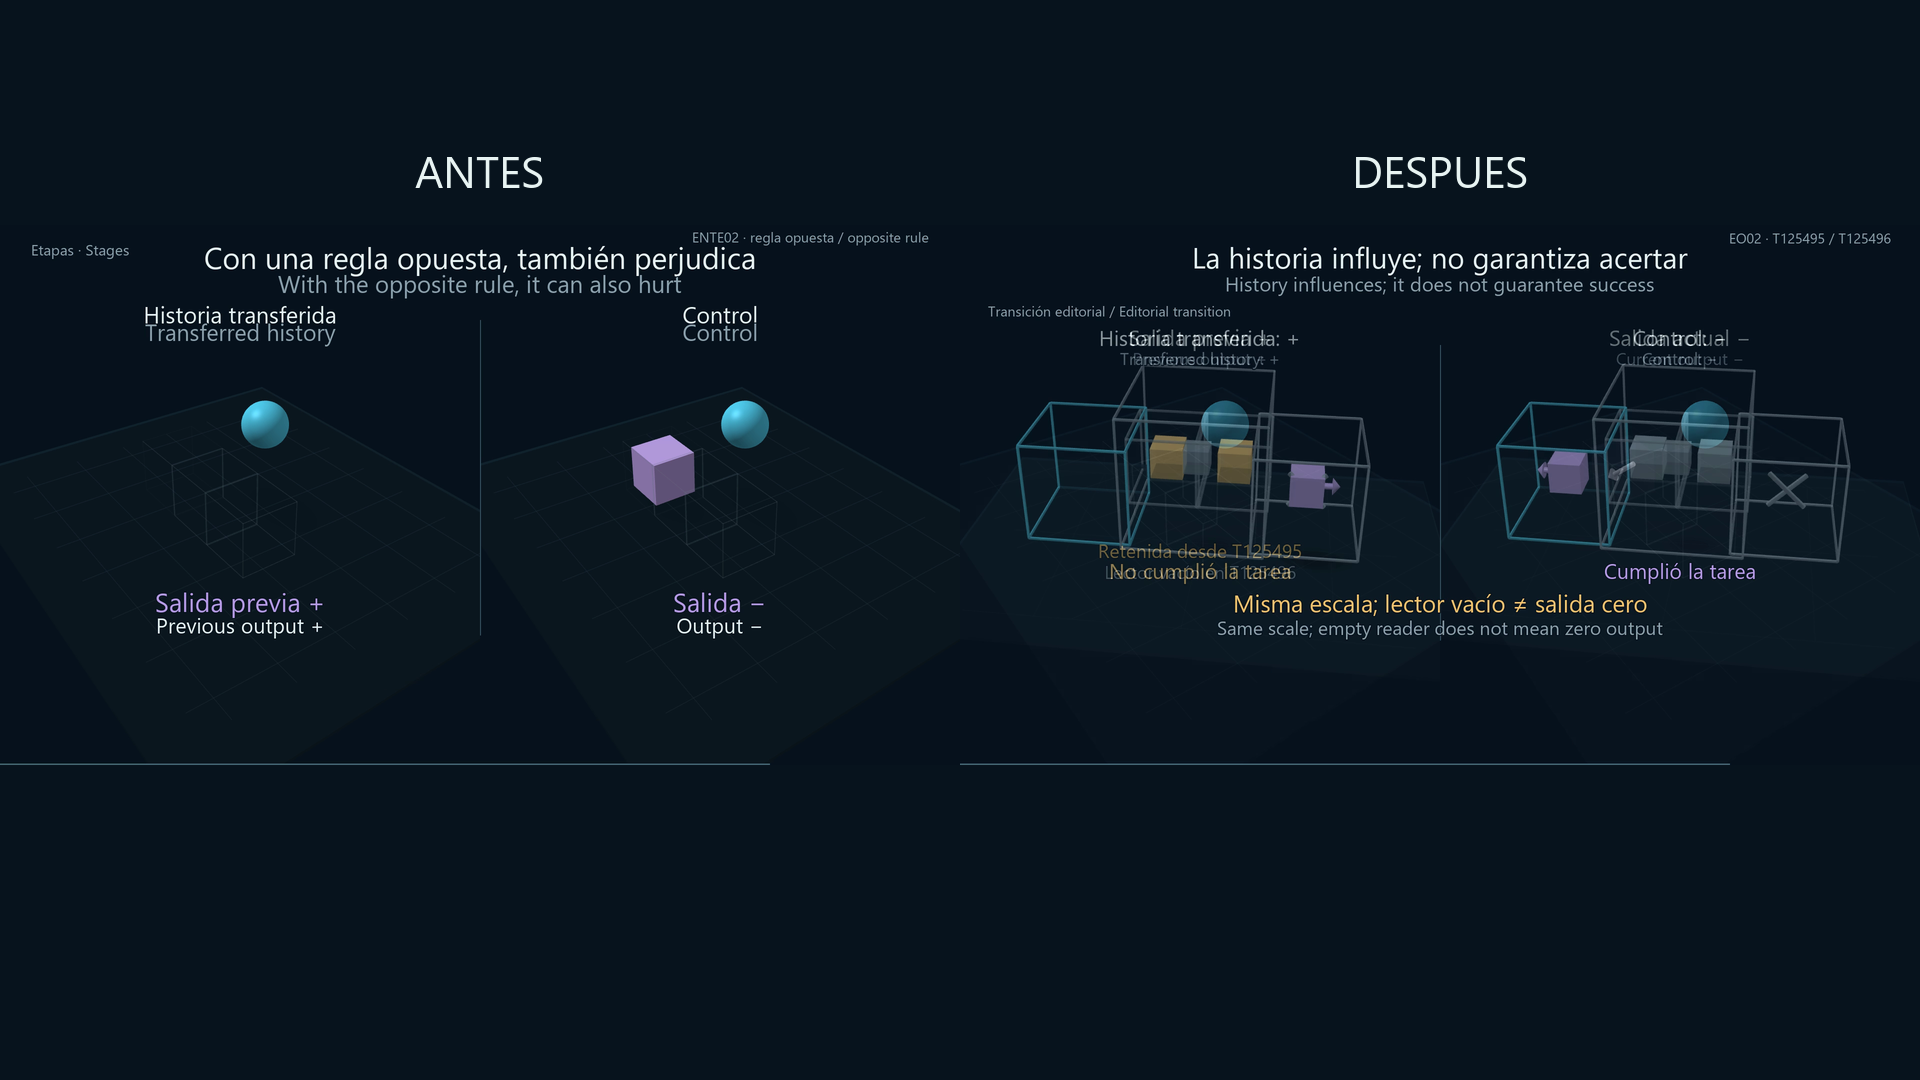 ANTES
ENTE02 · regla opuesta / opposite rule
Etapas · Stages
Con una regla opuesta, también perjudica
With the opposite rule, it can also hurt
Historia transferida
Transferred history
Control
Control
Salida previa +
Previous output +
Salida −
Output −
DESPUES
EO02 · T125495 / T125496
La historia influye; no garantiza acertar
History influences; it does not guarantee success
Transición editorial / Editorial transition
Retenida desde T125495
No cumplió la tarea
Cumplió la tarea
Misma escala; lector vacío ≠ salida cero
Same scale; empty reader does not mean zero output